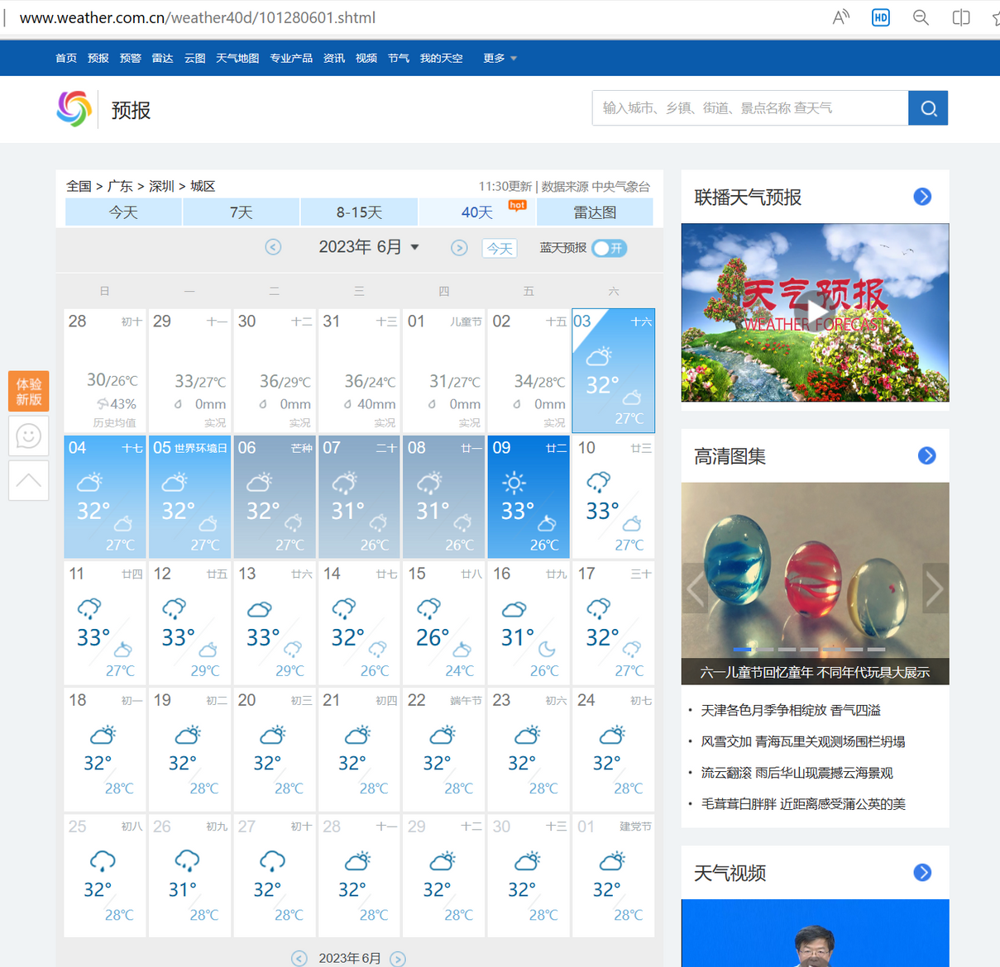 www.weather.com.cn/weather40d/101280601.shtml
HD
首页 预报 预警 雷达 云图 天气地图 专业产品 资讯 视频 节气 我的天空 更多
预报
输入城市、乡镇、街道、景点名称 查天气
全国 > 广东 > 深圳 > 城区
11:30更新 | 数据来源 中央气象台
今天 7天 8-15天 40天 hot 雷达图
2023年 6月 今天 蓝天预报 开
日 一 二 三 四 五 六
28 初十 29 十一 30 十二 31 十三 01 儿童节 02 十五 03 十六
30/26℃ 33/27℃ 36/29℃ 36/24℃ 31/27℃ 34/28℃ 32°
43% 0mm 0mm 40mm 0mm 0mm
历史均值 实况 实况 实况 实况 实况 27℃
04 十七 05 世界环境日 06 芒种 07 二十 08 廿一 09 廿二 10 廿三
32° 32° 32° 31° 31° 33° 33°
27℃ 27℃ 27℃ 26℃ 26℃ 26℃ 27℃
11 廿四 12 廿五 13 廿六 14 廿七 15 廿八 16 廿九 17 三十
33° 33° 33° 32° 26° 31° 32°
27℃ 29℃ 29℃ 26℃ 24℃ 26℃ 27℃
18 初一 19 初二 20 初三 21 初四 22 端午节 23 初六 24 初七
32° 32° 32° 32° 32° 32° 32°
28℃ 28℃ 28℃ 28℃ 28℃ 28℃ 28℃
25 初八 26 初九 27 初十 28 十一 29 十二 30 十三 01 建党节
32° 31° 32° 32° 32° 32° 32°
28℃ 28℃ 28℃ 28℃ 28℃ 28℃ 28℃
2023年6月
体验
新版
联播天气预报
天气预报
WEATHER FORECAST
高清图集
六一儿童节回忆童年 不同年代玩具大展示
• 天津各色月季争相绽放 香气四溢
• 风雪交加 青海瓦里关观测场围栏坍塌
• 流云翻滚 雨后华山现震撼云海景观
• 毛茸茸白胖胖 近距离感受蒲公英的美
天气视频